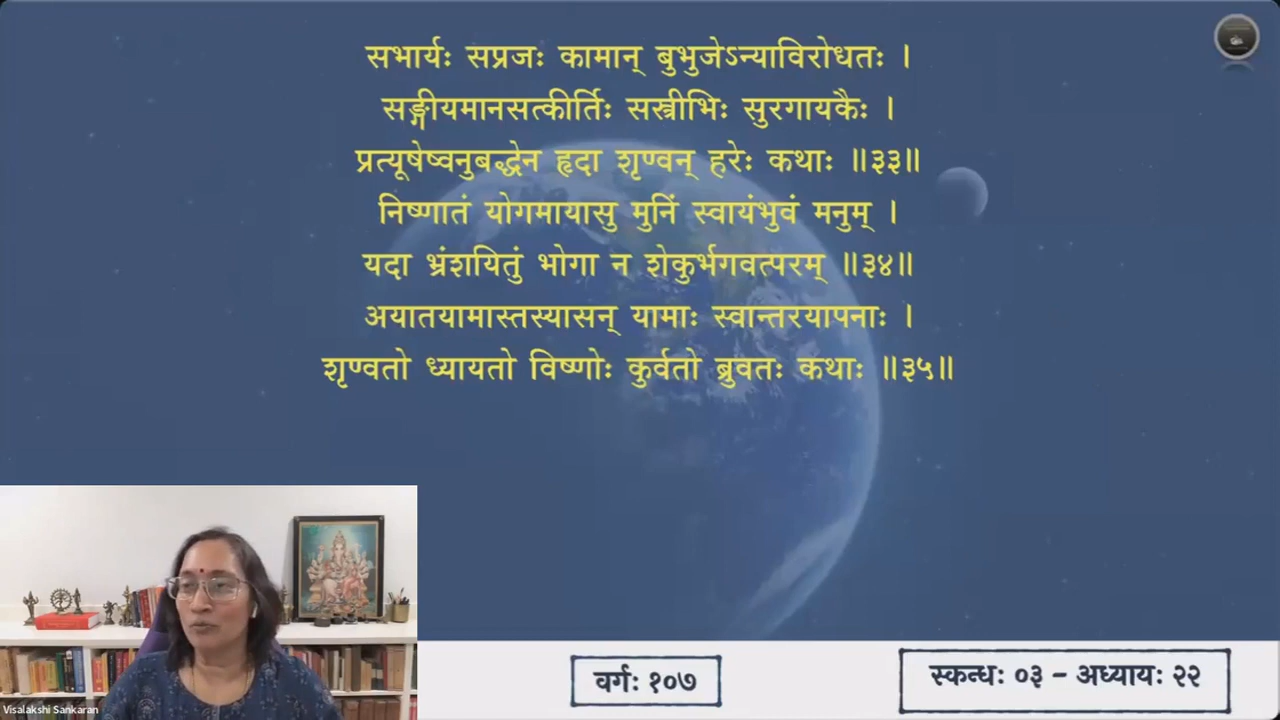 सभार्यः सप्रजः कामान् बुभुजेऽन्याविरोधतः ।
सङ्गीयमानसत्कीर्तिः सस्त्रीभिः सुरगायकैः ।
प्रत्यूषेष्वनुबद्धेन हृदा शृण्वन् हरेः कथाः ॥३३॥
निष्णातं योगमायासु मुनिं स्वायंभुवं मनुम् ।
यदा भ्रंशयितुं भोगा न शेकुर्भगवत्परम् ॥३४॥
अयातयामास्तस्यासन् यामाः स्वान्तरयापनाः ।
शृण्वतो ध्यायतो विष्णोः कुर्वतो ब्रुवतः कथाः ॥३५॥
वर्गः १०७
स्कन्धः ०३ - अध्यायः २२
Visalakshi Sankaran